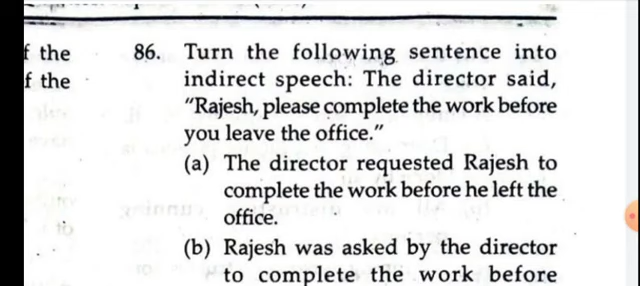 f the
f the
86. Turn the following sentence into
indirect speech: The director said,
"Rajesh, please complete the work before
you leave the office."
(a) The director requested Rajesh to
complete the work before he left the
office.
(b) Rajesh was asked by the director
to complete the work before